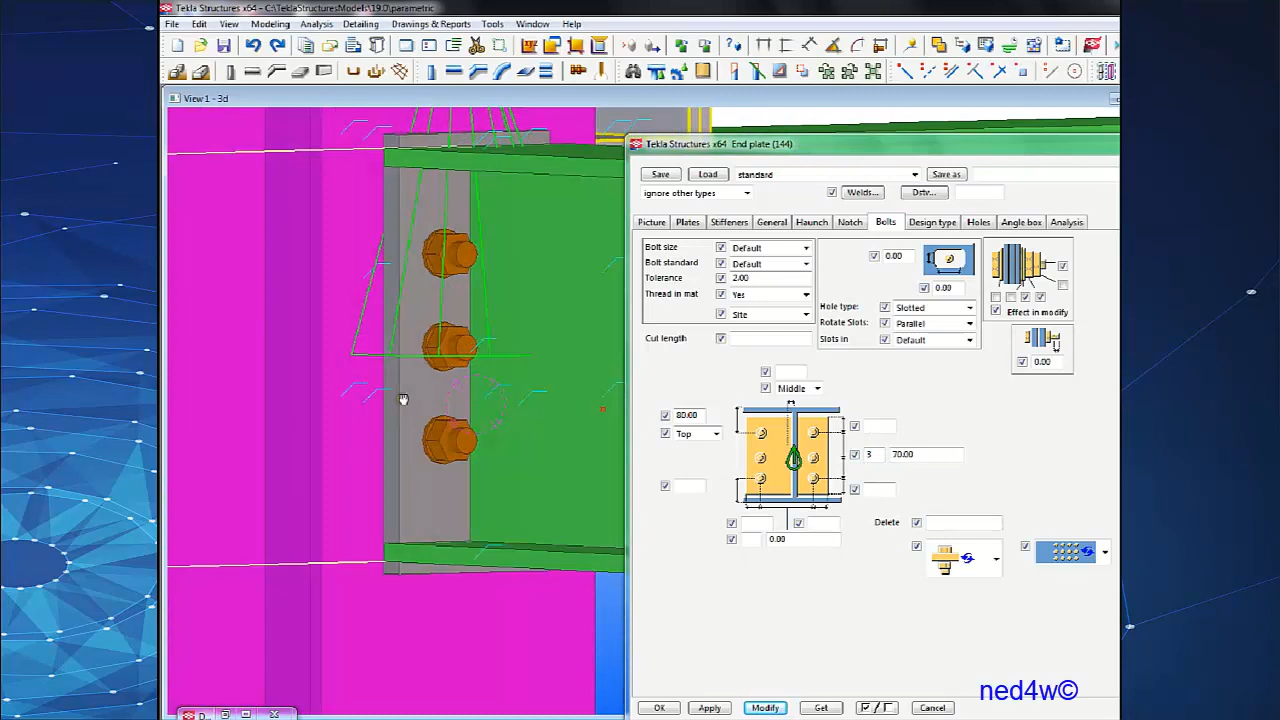 Tekla Structures x64 - C:\TeklaStructuresModels\19.0\parametric
File Edit View Modeling Analysis Detailing Drawings & Reports Tools Window Help
View 1 - 3d
Tekla Structures x64 End plate (144)
Save Load standard Save as
ignore other types Welds...
Picture Plates Stiffeners General Haunch Notch Bolts Design type Holes Angle box Analysis
Bolt size Default
Bolt standard Default
Tolerance 2.00
Thread in mat Yes
Site
Cut length
0.00
0.00
Hole type: Slotted
Rotate Slots: Parallel
Slots in Default
Effect in modify
0.00
Middle
80.00
Top
3 70.00
0.00
Delete
ned4w©
D...
OK Apply Modify Get Cancel